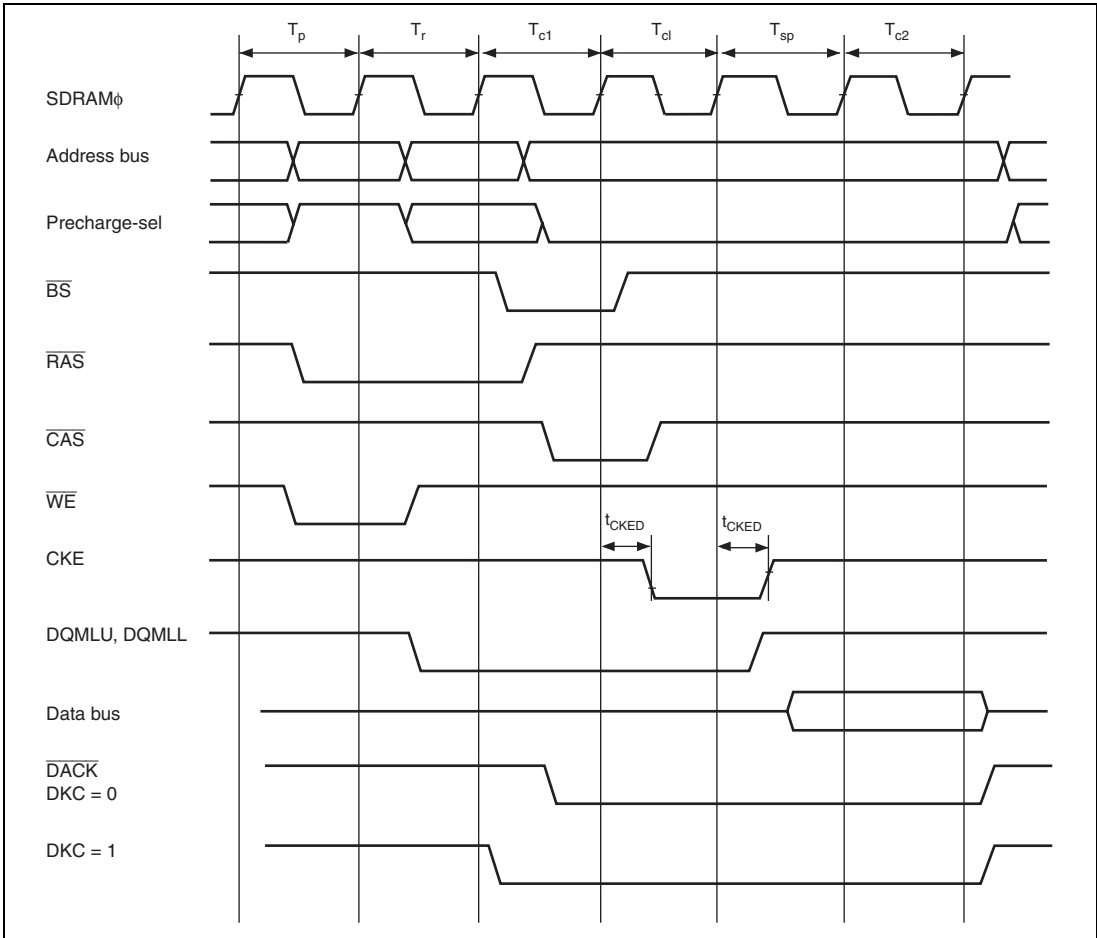 Tp Tr Tc1 Tcl Tsp Tc2
SDRAMϕ
Address bus
Precharge-sel
BS
RAS
CAS
WE
tCKED tCKED
CKE
DQMLU, DQMLL
Data bus
DACK
DKC = 0
DKC = 1